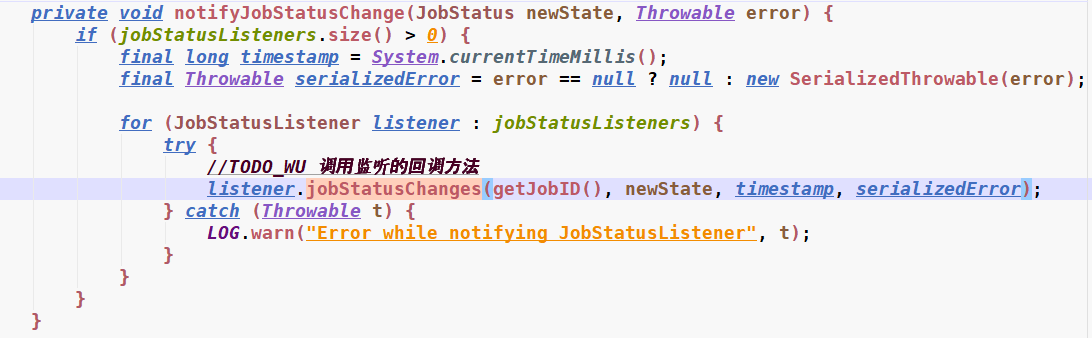 private void notifyJobStatusChange(JobStatus newState, Throwable error) {
if (jobStatusListeners.size() > 0) {
final long timestamp = System.currentTimeMillis();
final Throwable serializedError = error == null ? null : new SerializedThrowable(error);
for (JobStatusListener listener : jobStatusListeners) {
try {
//TODO_WU 调用监听的回调方法
listener.jobStatusChanges(getJobID(), newState, timestamp, serializedError);
} catch (Throwable t) {
LOG.warn("Error while notifying JobStatusListener", t);
}
}
}
}